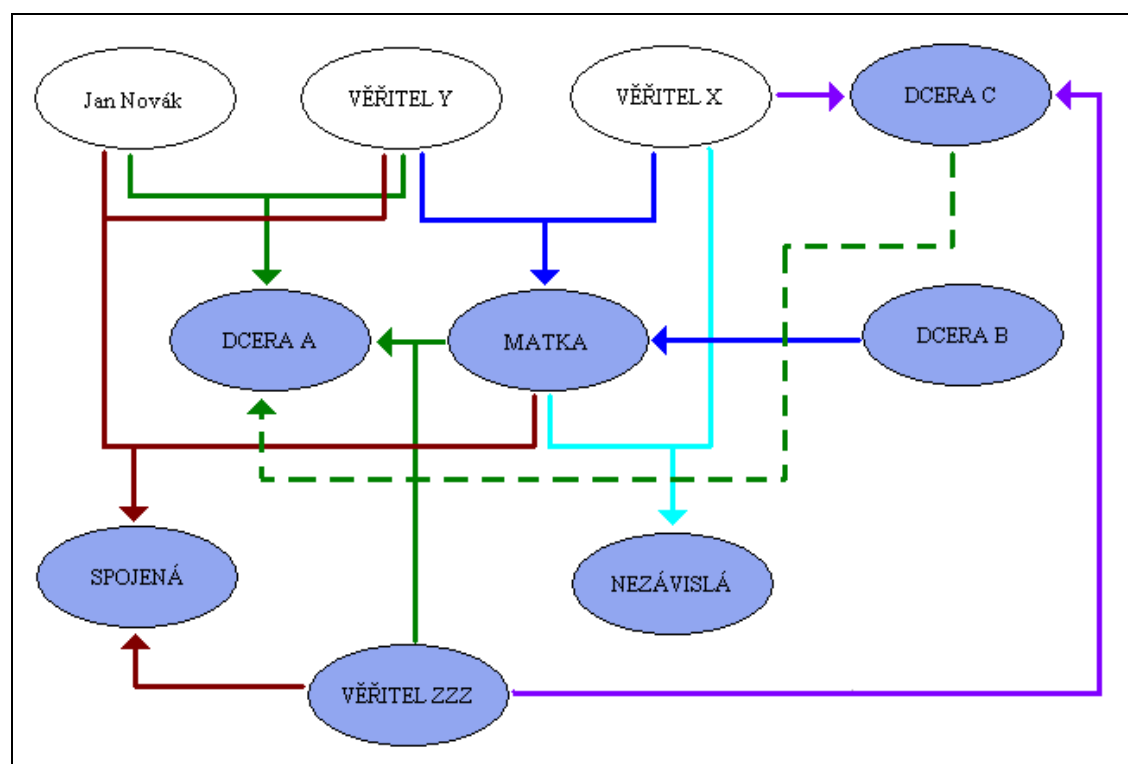 Jan Novák
VĚŘITEL Y
VĚŘITEL X
DCERA C
DCERA A
MATKA
DCERA B
SPOJENÁ
NEZÁVISLÁ
VĚŘITEL ZZZ